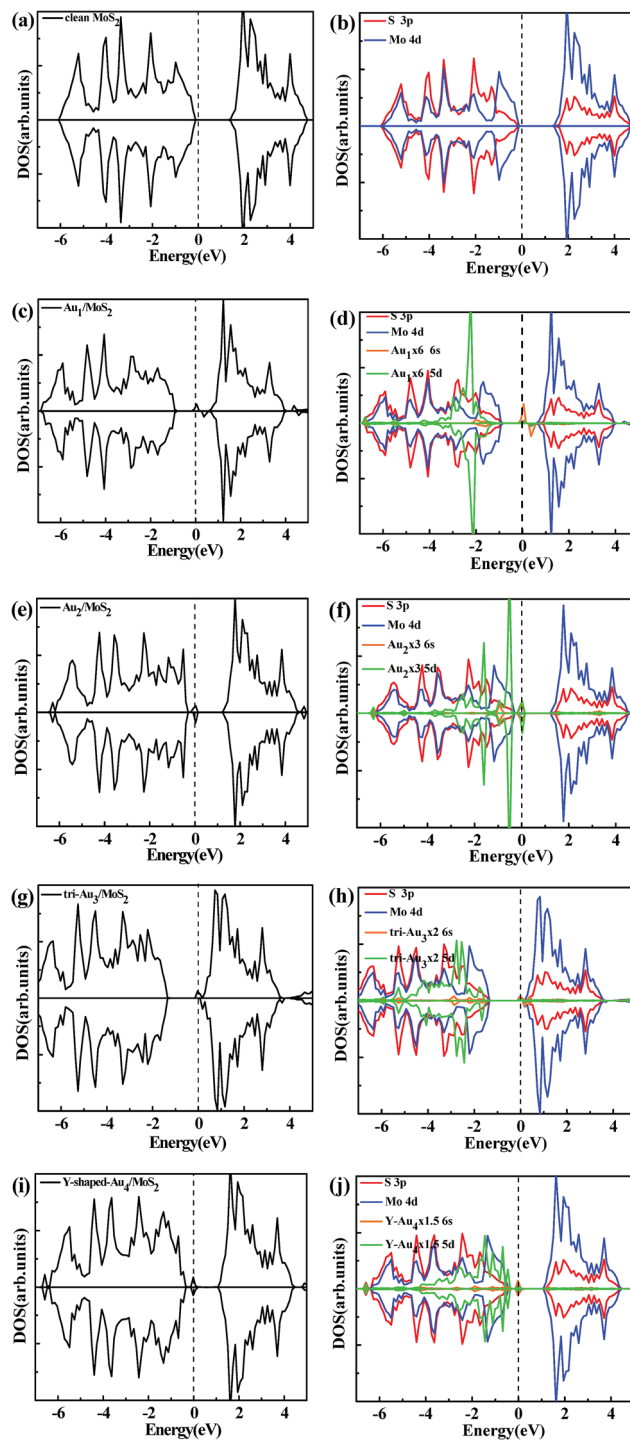 (a) clean MoS2
DOS(arb.units)
-6 -4 -2 0 2 4
Energy(eV)
(b) S 3p
Mo 4d
DOS(arb.units)
-6 -4 -2 0 2 4
Energy(eV)
(c) Au1/MoS2
DOS(arb.units)
-6 -4 -2 0 2 4
Energy(eV)
(d) S 3p
Mo 4d
Au1x6 6s
Au1x6 5d
DOS(arb.units)
-6 -4 -2 0 2 4
Energy(eV)
(e) Au2/MoS2
DOS(arb.units)
-6 -4 -2 0 2 4
Energy(eV)
(f) S 3p
Mo 4d
Au2x3 6s
Au2x3 5d
DOS(arb.units)
-6 -4 -2 0 2 4
Energy(eV)
(g) tri-Au3/MoS2
DOS(arb.units)
-6 -4 -2 0 2 4
Energy(eV)
(h) S 3p
Mo 4d
tri-Au3x2 6s
tri-Au3x2 5d
DOS(arb.units)
-6 -4 -2 0 2 4
Energy(eV)
(i) Y-shaped-Au4/MoS2
DOS(arb.units)
-6 -4 -2 0 2 4
Energy(eV)
(j) S 3p
Mo 4d
Y-Au4x1.5 6s
Y-Au4x1.5 5d
DOS(arb.units)
-6 -4 -2 0 2 4
Energy(eV)